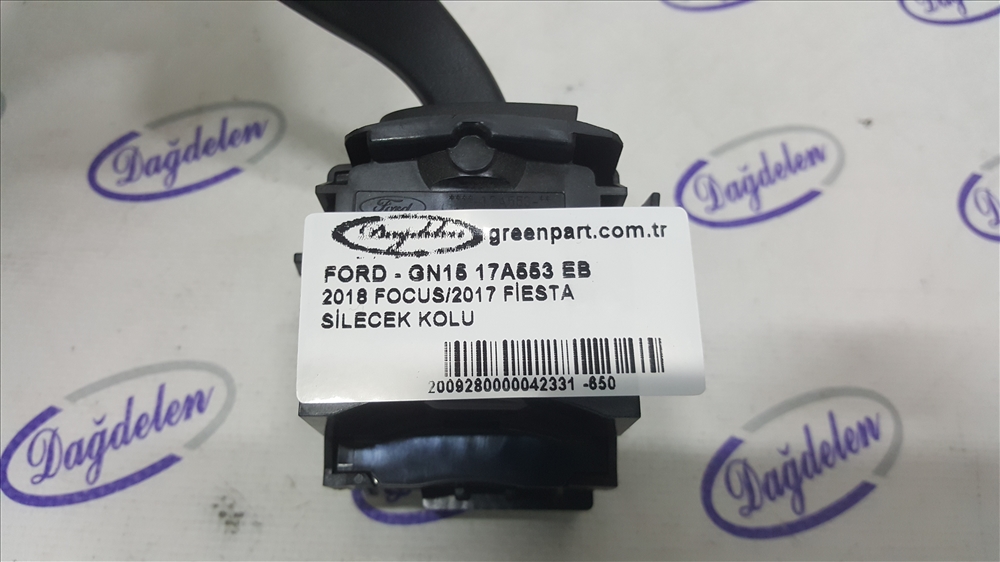 Dağdelen
Dağdelen
Ford
Dağdelen greenpart.com.tr
FORD - GN15 17A553 EB
2018 FOCUS/2017 FİESTA
SİLECEK KOLU
2009280000042331 -650
Dağdelen
Dağdelen